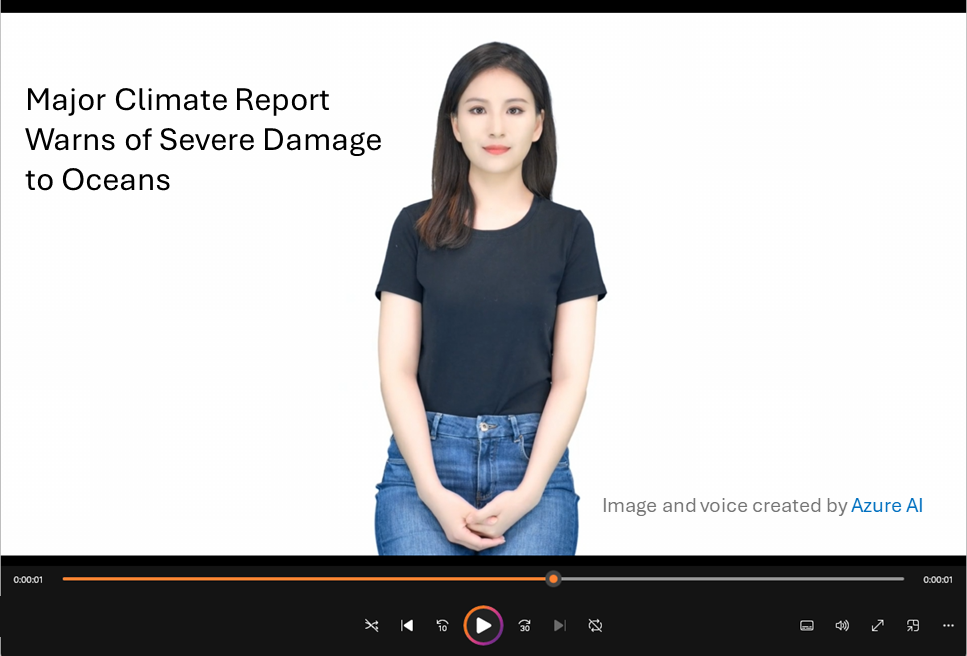 Major Climate Report
Warns of Severe Damage
to Oceans
Image and voice created by Azure AI
0:00:01
0:00:01
10
30